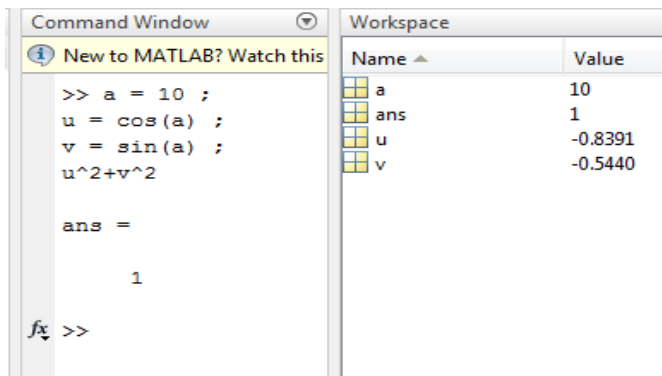 Command Window
New to MATLAB? Watch this
>> a = 10 ;
u = cos(a) ;
v = sin(a) ;
u^2+v^2
ans =
1
fx >>
Workspace
Name Value
a 10
ans 1
u -0.8391
v -0.5440